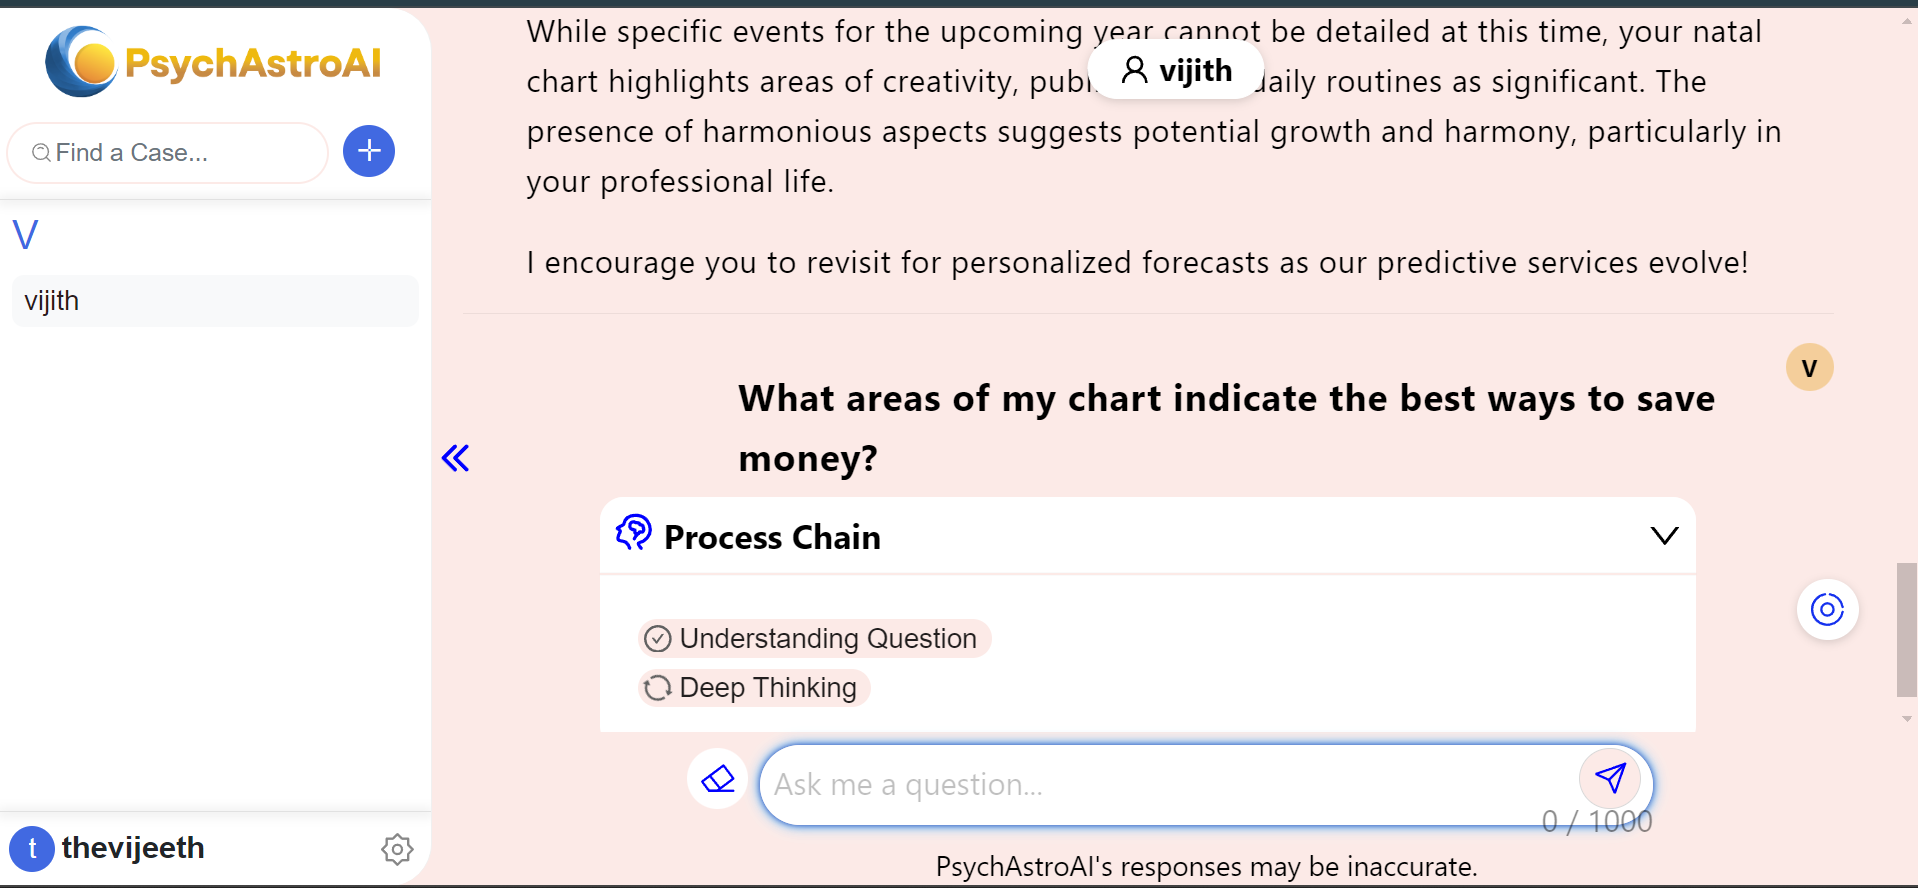 PsychAstroAI
Find a Case...
V
vijith
thevijeeth
t
While specific events for the upcoming year cannot be detailed at this time, your natal
vijith
chart highlights areas of creativity, daily routines as significant. The
presence of harmonious aspects suggests potential growth and harmony, particularly in
your professional life.
I encourage you to revisit for personalized forecasts as our predictive services evolve!
V
What areas of my chart indicate the best ways to save
money?
Process Chain
Understanding Question
Deep Thinking
Ask me a question...
0 / 1000
PsychAstroAI's responses may be inaccurate.